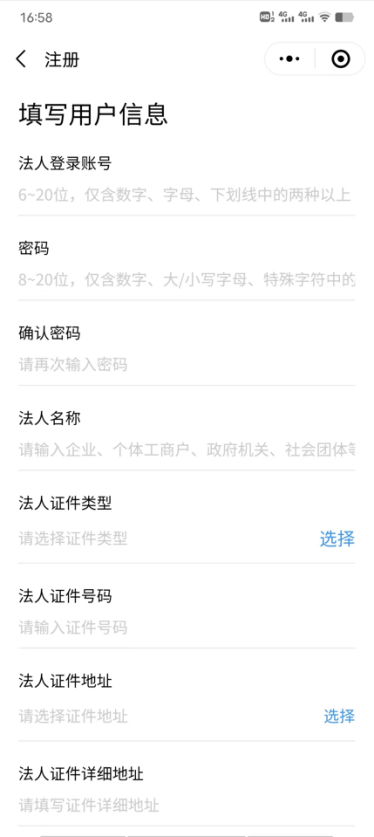 16:58
注册
填写用户信息
法人登录账号
6~20位，仅含数字、字母、下划线中的两种以上
密码
8~20位，仅含数字、大/小写字母、特殊字符中的
确认密码
请再次输入密码
法人名称
请输入企业、个体工商户、政府机关、社会团体等
法人证件类型
请选择证件类型 选择
法人证件号码
请输入证件号码
法人证件地址
请选择证件地址 选择
法人证件详细地址
请填写证件详细地址